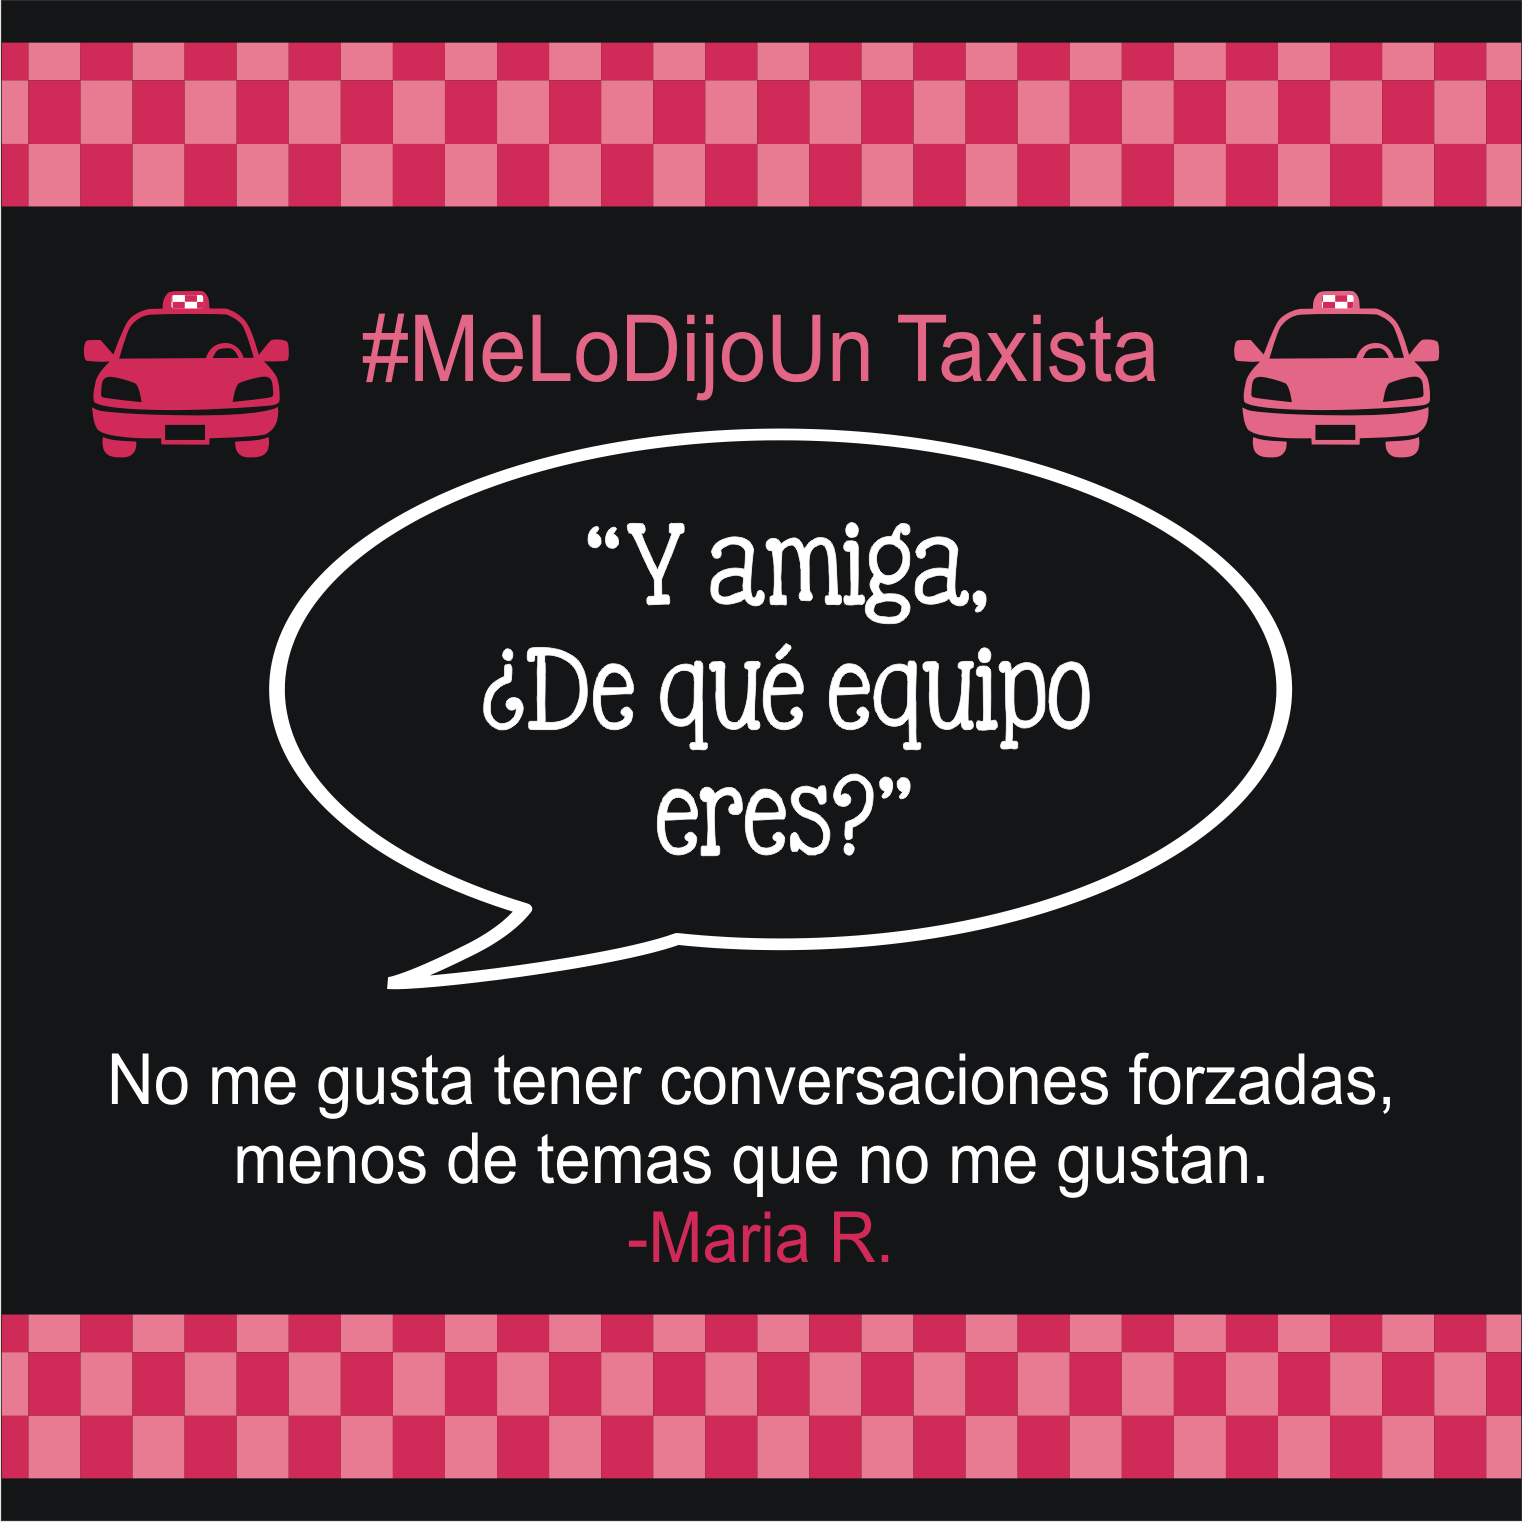 #MeLoDijoUn Taxista
“Y amiga,
¿De qué equipo
eres?”
No me gusta tener conversaciones forzadas,
menos de temas que no me gustan.
-Maria R.